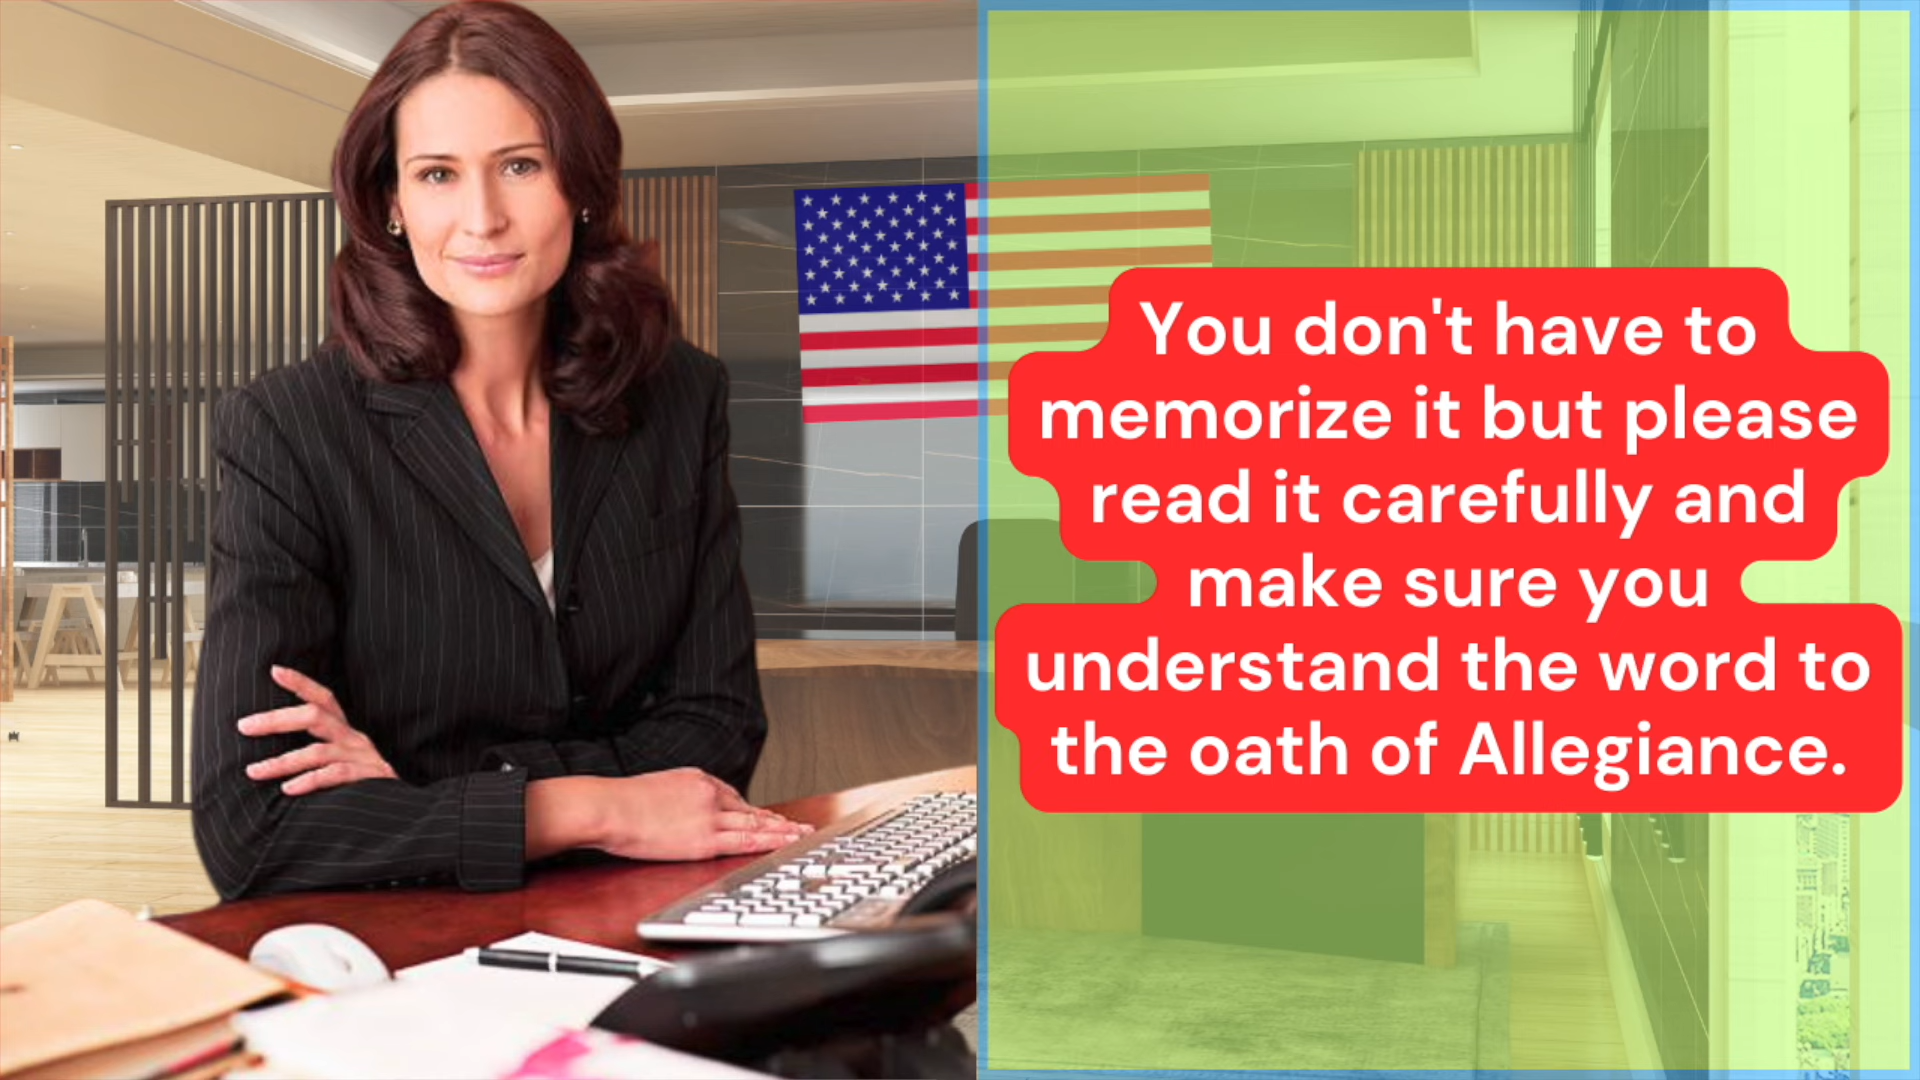 You don't have to
memorize it but please
read it carefully and
make sure you
understand the word to
the oath of Allegiance.